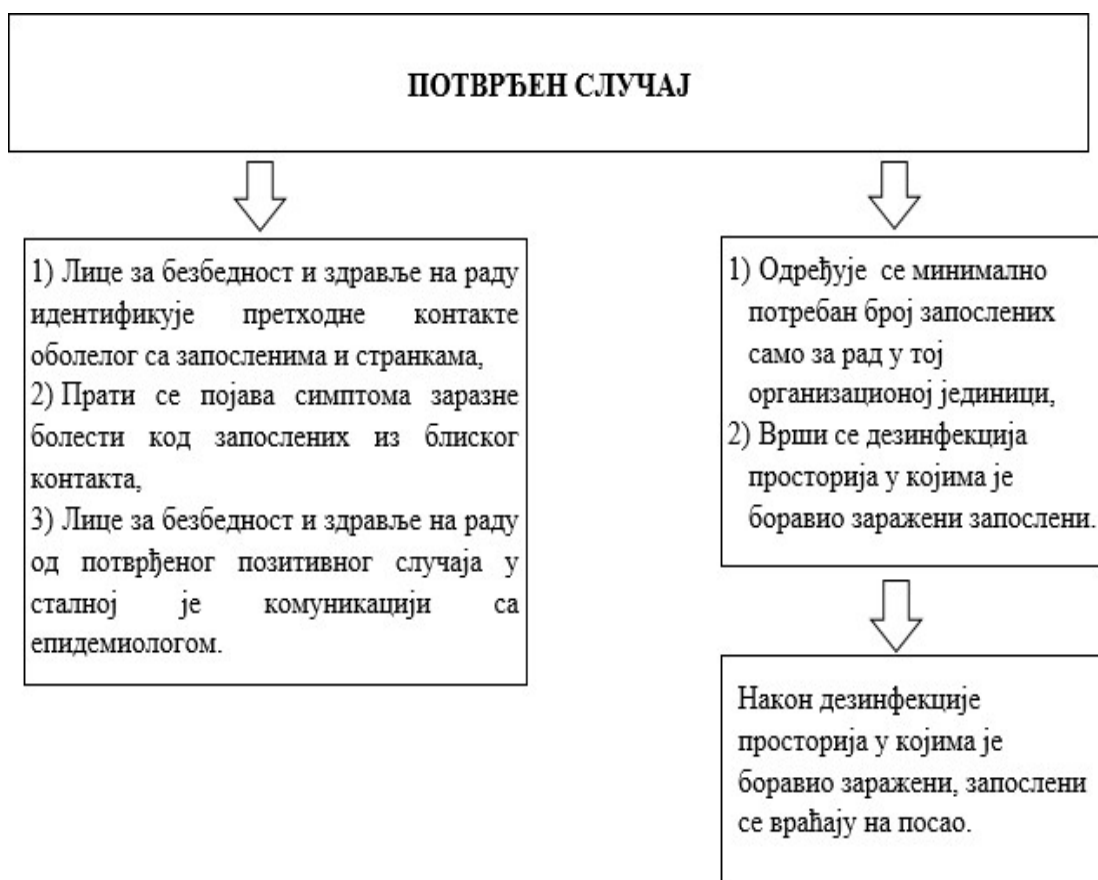 ПОТВРЂЕН СЛУЧАЈ
1) Лице за безбедност и здравље на раду
идентификује претходне контакте
оболелог са запосленима и странкама,
2) Прати се појава симптома заразне
болести код запослених из блиског
контакта,
3) Лице за безбедност и здравље на раду
од потврђеног позитивног случаја у
сталној је комуникацији са
епидемиологом.
1) Одређује се минимално
потребан број запослених
само за рад у тој
организационој јединици,
2) Врши се дезинфекција
просторија у којима је
боравио заражени запослени.
Након дезинфекције
просторија у којима је
боравио заражени, запослени
се враћају на посао.